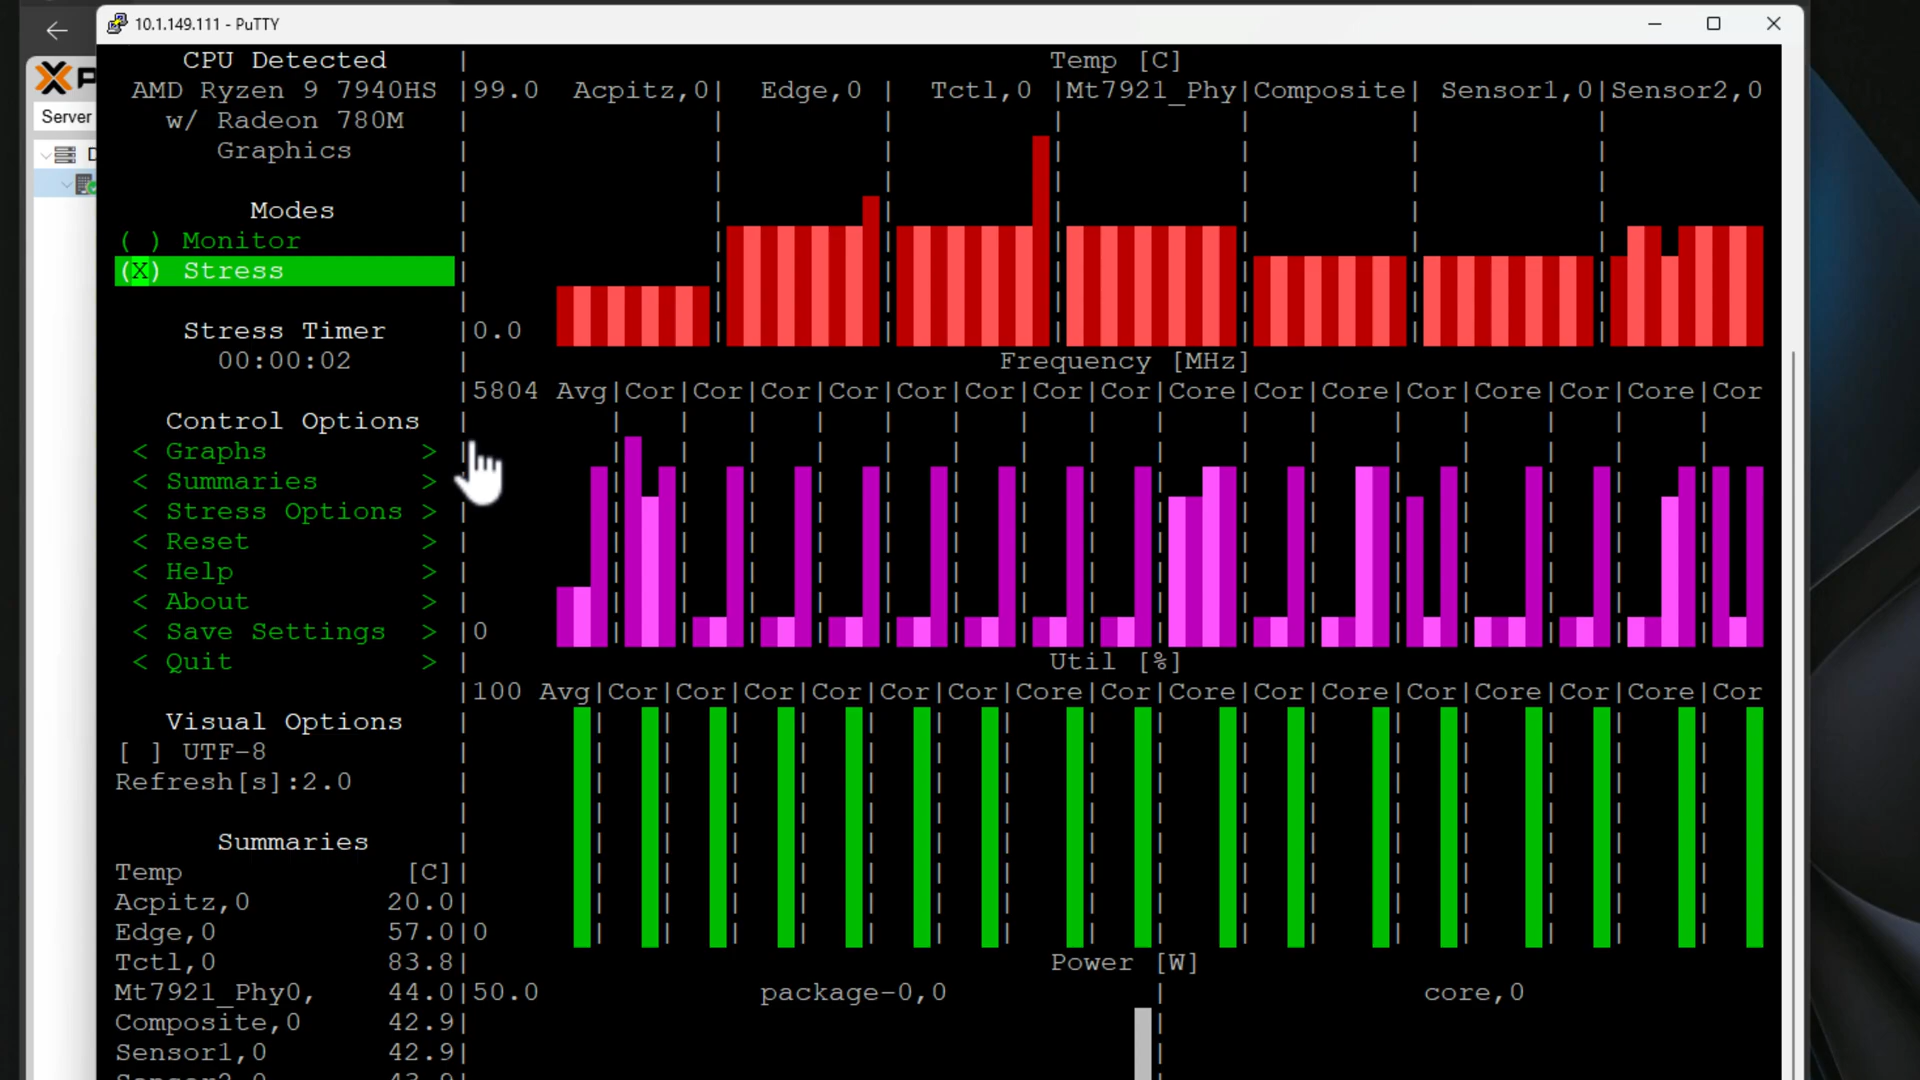 10.1.149.111 - PuTTY
P
Server
D
CPU Detected
AMD Ryzen 9 7940HS
w/ Radeon 780M
Graphics
Modes
( ) Monitor
(X) Stress
Stress Timer
00:00:02
Control Options
< Graphs >
< Summaries >
< Stress Options >
< Reset >
< Help >
< About >
< Save Settings >
< Quit >
Visual Options
[ ] UTF-8
Refresh[s]:2.0
Summaries
Temp [C]
Acpitz,0 20.0
Edge,0 57.0
Tctl,0 83.8
Mt7921_Phy0, 44.0
Composite,0 42.9
Sensor1,0 42.9
Sensor2,0 43.9
Temp [C]
99.0 Acpitz,0| Edge,0 | Tctl,0 |Mt7921_Phy|Composite| Sensor1,0|Sensor2,0
0.0
Frequency [MHz]
5804 Avg|Cor|Cor|Cor|Cor|Cor|Cor|Cor|Cor|Core|Cor|Core|Cor|Core|Cor|Core|Cor
0
Util [%]
100 Avg|Cor|Cor|Cor|Cor|Cor|Cor|Core|Cor|Core|Cor|Core|Cor|Core|Cor|Core|Cor
0
Power [W]
50.0 package-0,0 | core,0